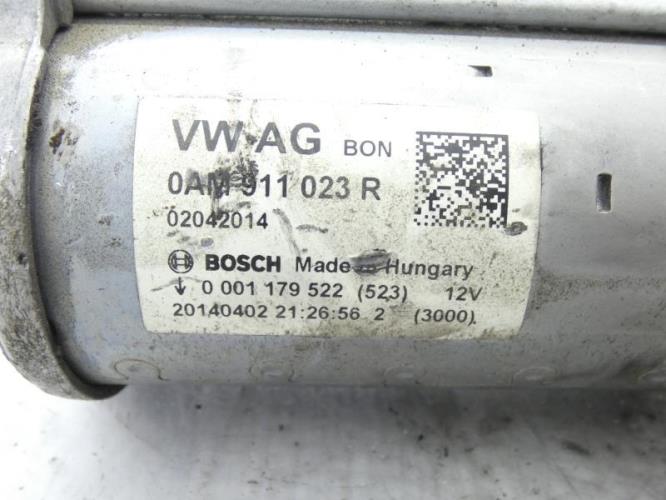 VW AG BON
0AM 911 023 R
02042014
BOSCH Made in Hungary
0 001 179 522 (523) 12V
20140402 21:26:56 2 (3000)